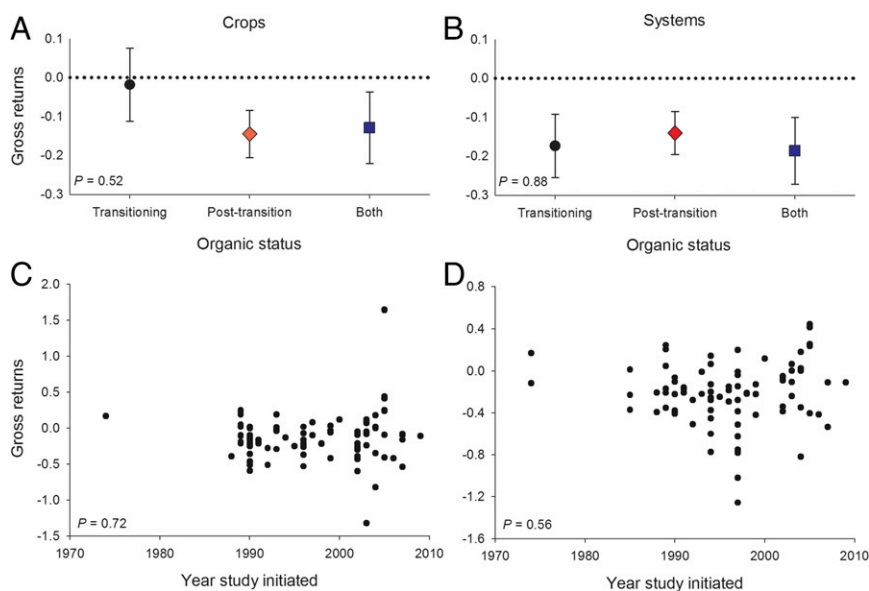 A
Crops
Gross returns
0.1
0.0
-0.1
-0.2
-0.3
P = 0.52
Transitioning Post-transition Both
Organic status
B
Systems
0.1
0.0
-0.1
-0.2
-0.3
P = 0.88
Transitioning Post-transition Both
Organic status
C
Gross returns
2.0
1.5
1.0
0.5
0.0
-0.5
-1.0
-1.5
P = 0.72
1970 1980 1990 2000 2010
Year study initiated
D
0.8
0.4
0.0
-0.4
-0.8
-1.2
-1.6
P = 0.56
1970 1980 1990 2000 2010
Year study initiated